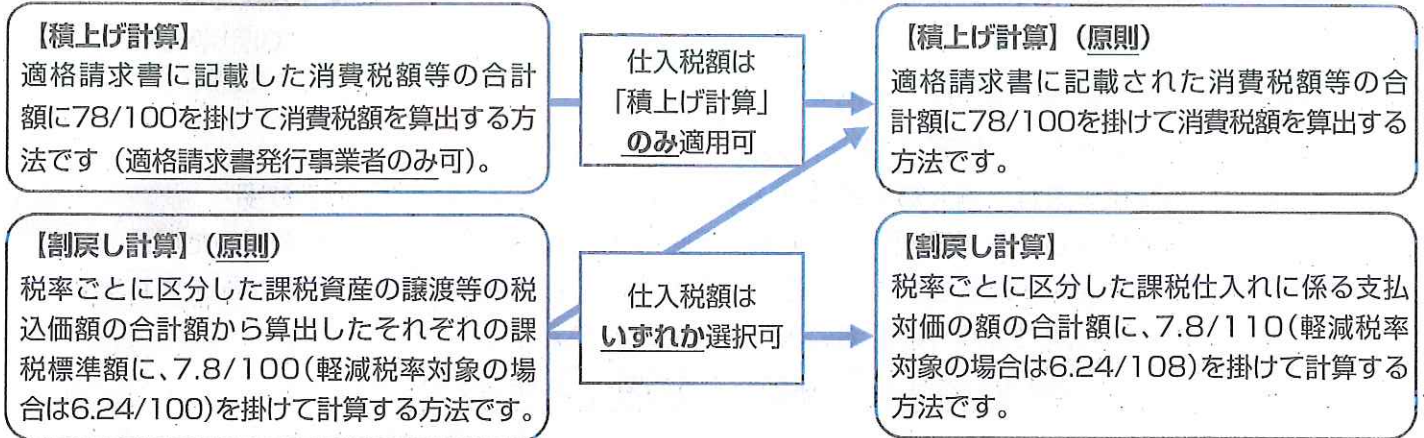 【積上げ計算】
適格請求書に記載した消費税額等の合計
額に78/100を掛けて消費税額を算出する方
法です（適格請求書発行事業者のみ可）。
仕入税額は
「積上げ計算」
のみ適用可
【積上げ計算】（原則）
適格請求書に記載された消費税額等の合
計額に78/100を掛けて消費税額を算出する
方法です。
【割戻し計算】（原則）
税率ごとに区分した課税資産の譲渡等の税
込価額の合計額から算出したそれぞれの課
税標準額に、7.8/100（軽減税率対象の場
合は6.24/100）を掛けて計算する方法です。
仕入税額は
いずれか選択可
【割戻し計算】
税率ごとに区分した課税仕入れに係る支払
対価の額の合計額に、7.8/110（軽減税率
対象の場合は6.24/108）を掛けて計算する
方法です。